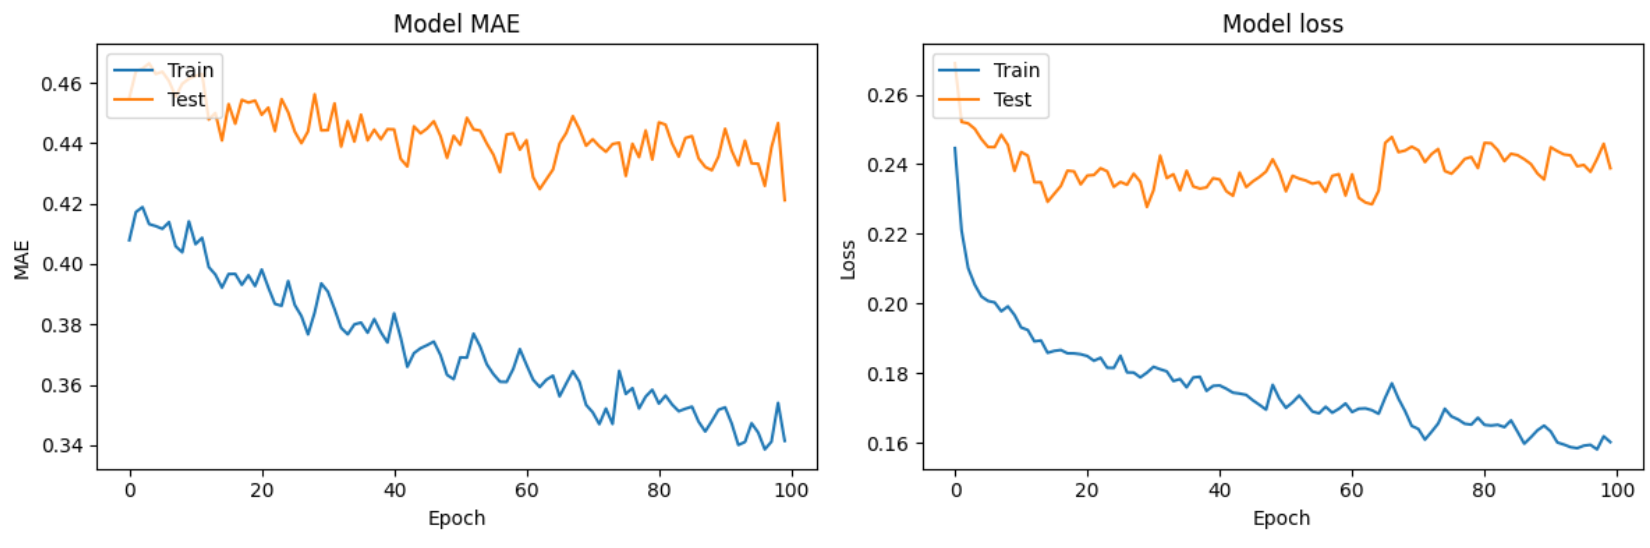 Model MAE
Train
Test
0.46
0.44
0.42
0.40
0.38
0.36
0.34
MAE
0 20 40 60 80 100
Epoch
Model loss
Train
Test
0.26
0.24
0.22
0.20
0.18
0.16
Loss
0 20 40 60 80 100
Epoch